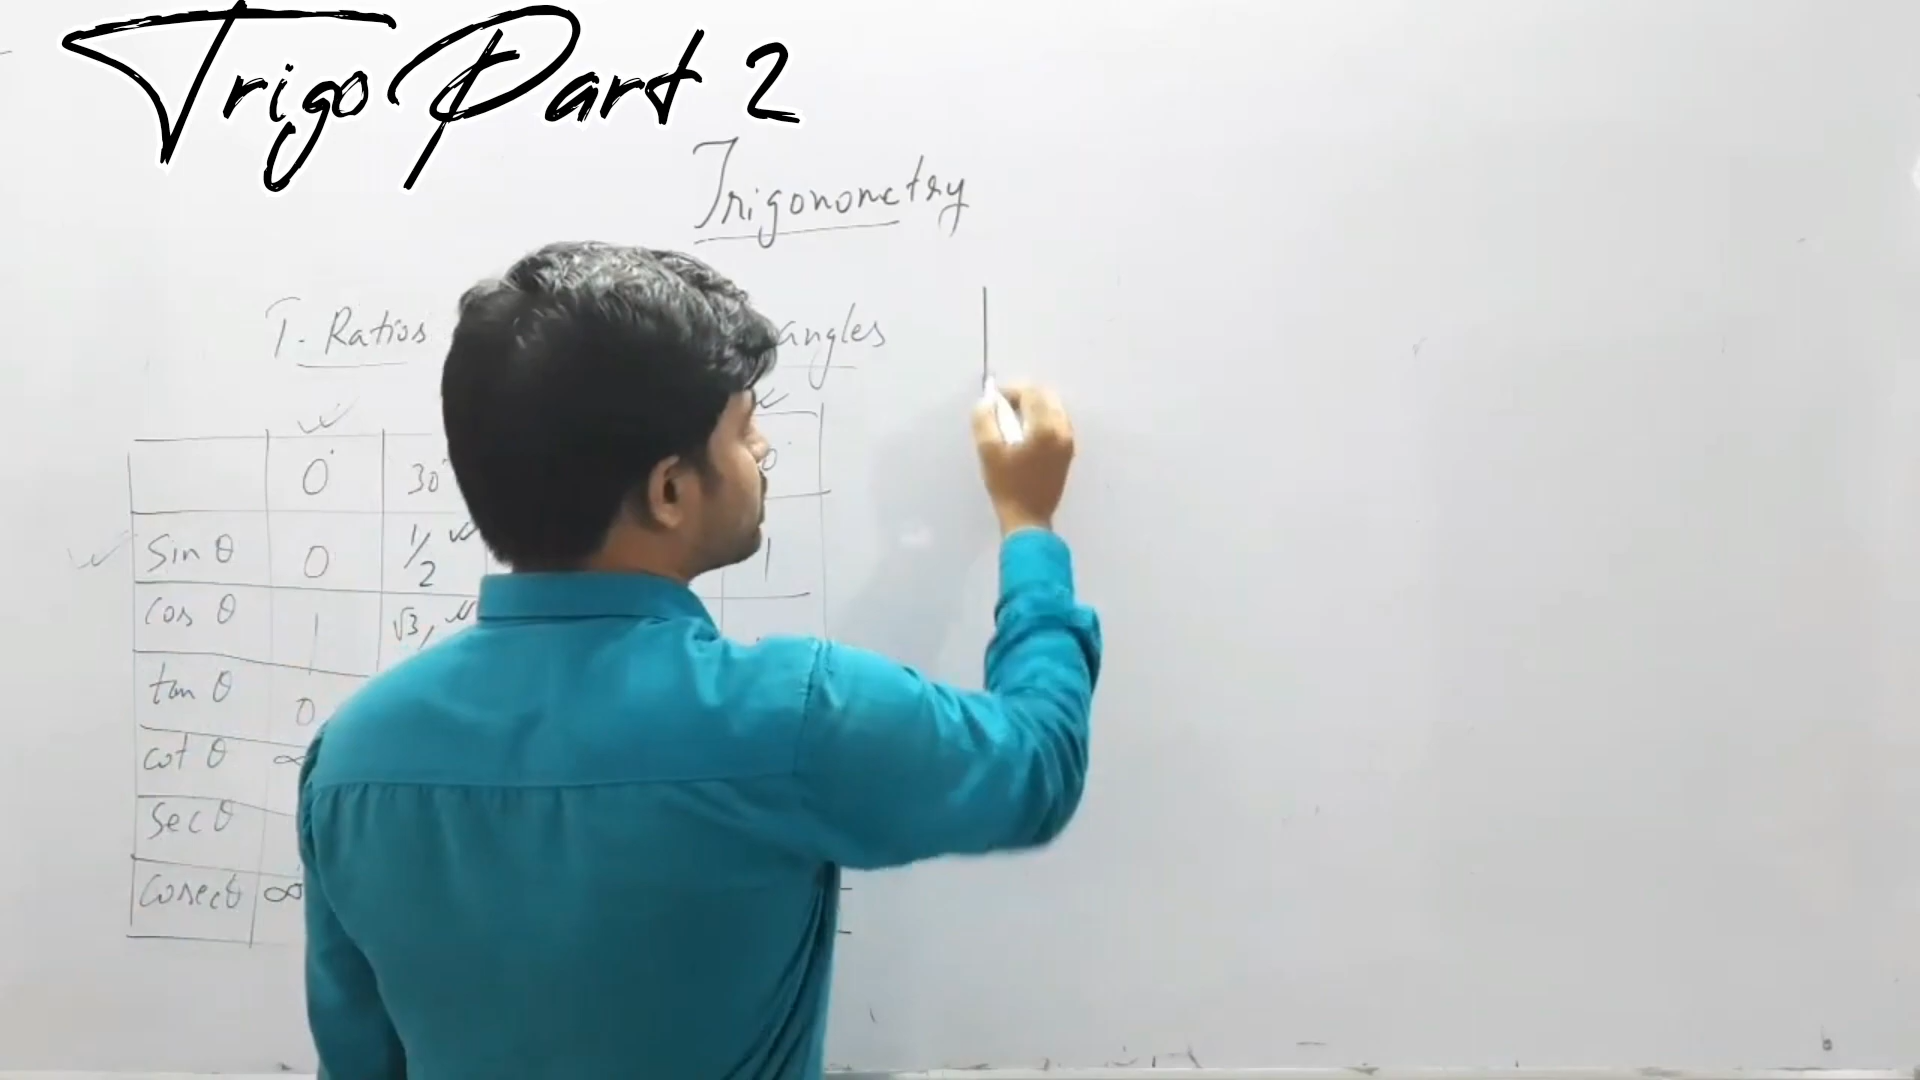 Trigo Part 2
Trigonometry
T. Ratios angles
0° 30°
Sin θ 0 1/2 1
Cos θ 1 √3/
tan θ 0
cot θ ∞
Sec θ
Cosec θ ∞